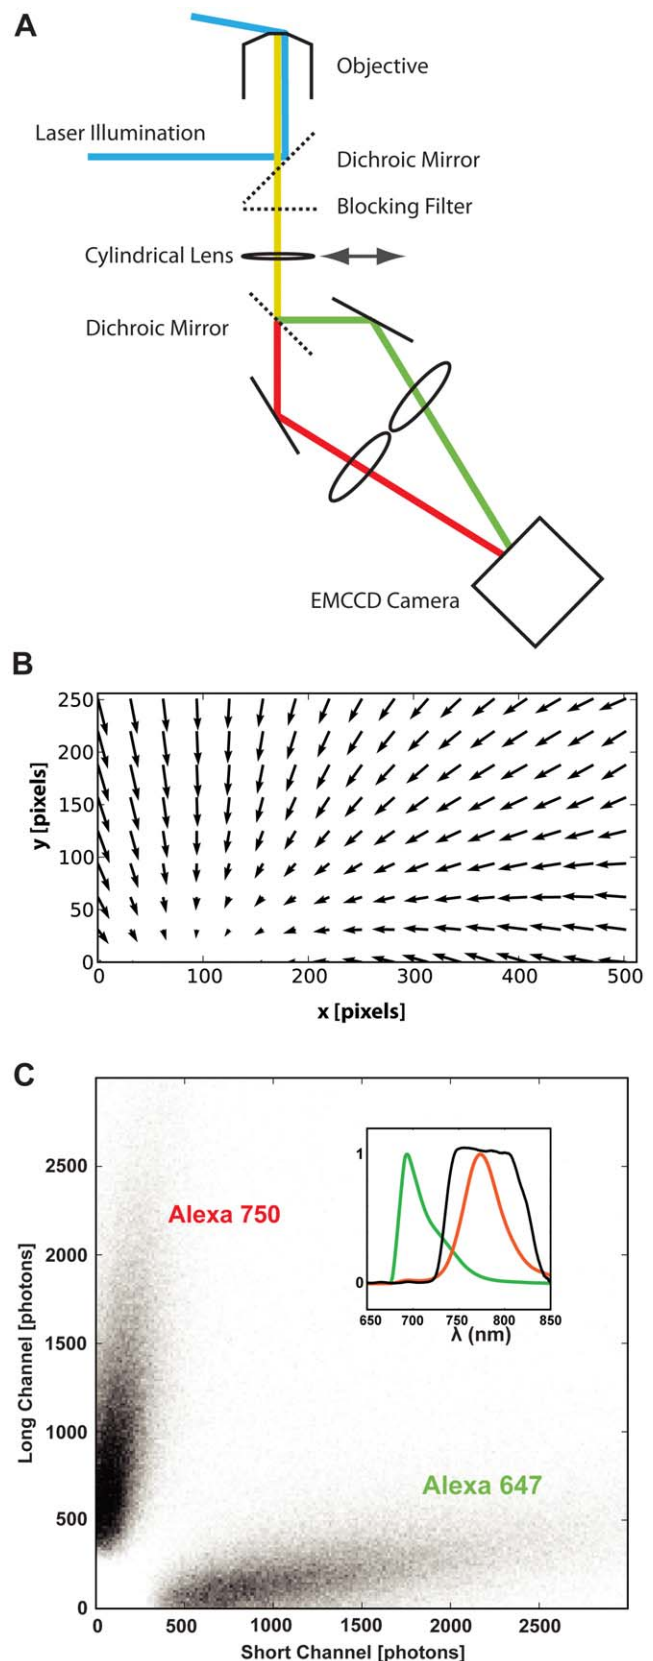 A
Objective
Laser Illumination
Dichroic Mirror
Blocking Filter
Cylindrical Lens
Dichroic Mirror
EMCCD Camera
B
250
200
150
100
50
0
y [pixels]
0 100 200 300 400 500
x [pixels]
C
2500
2000
1500
1000
500
0
Long Channel [photons]
Alexa 750
1
0
650 700 750 800 850
λ (nm)
Alexa 647
0 500 1000 1500 2000 2500
Short Channel [photons]